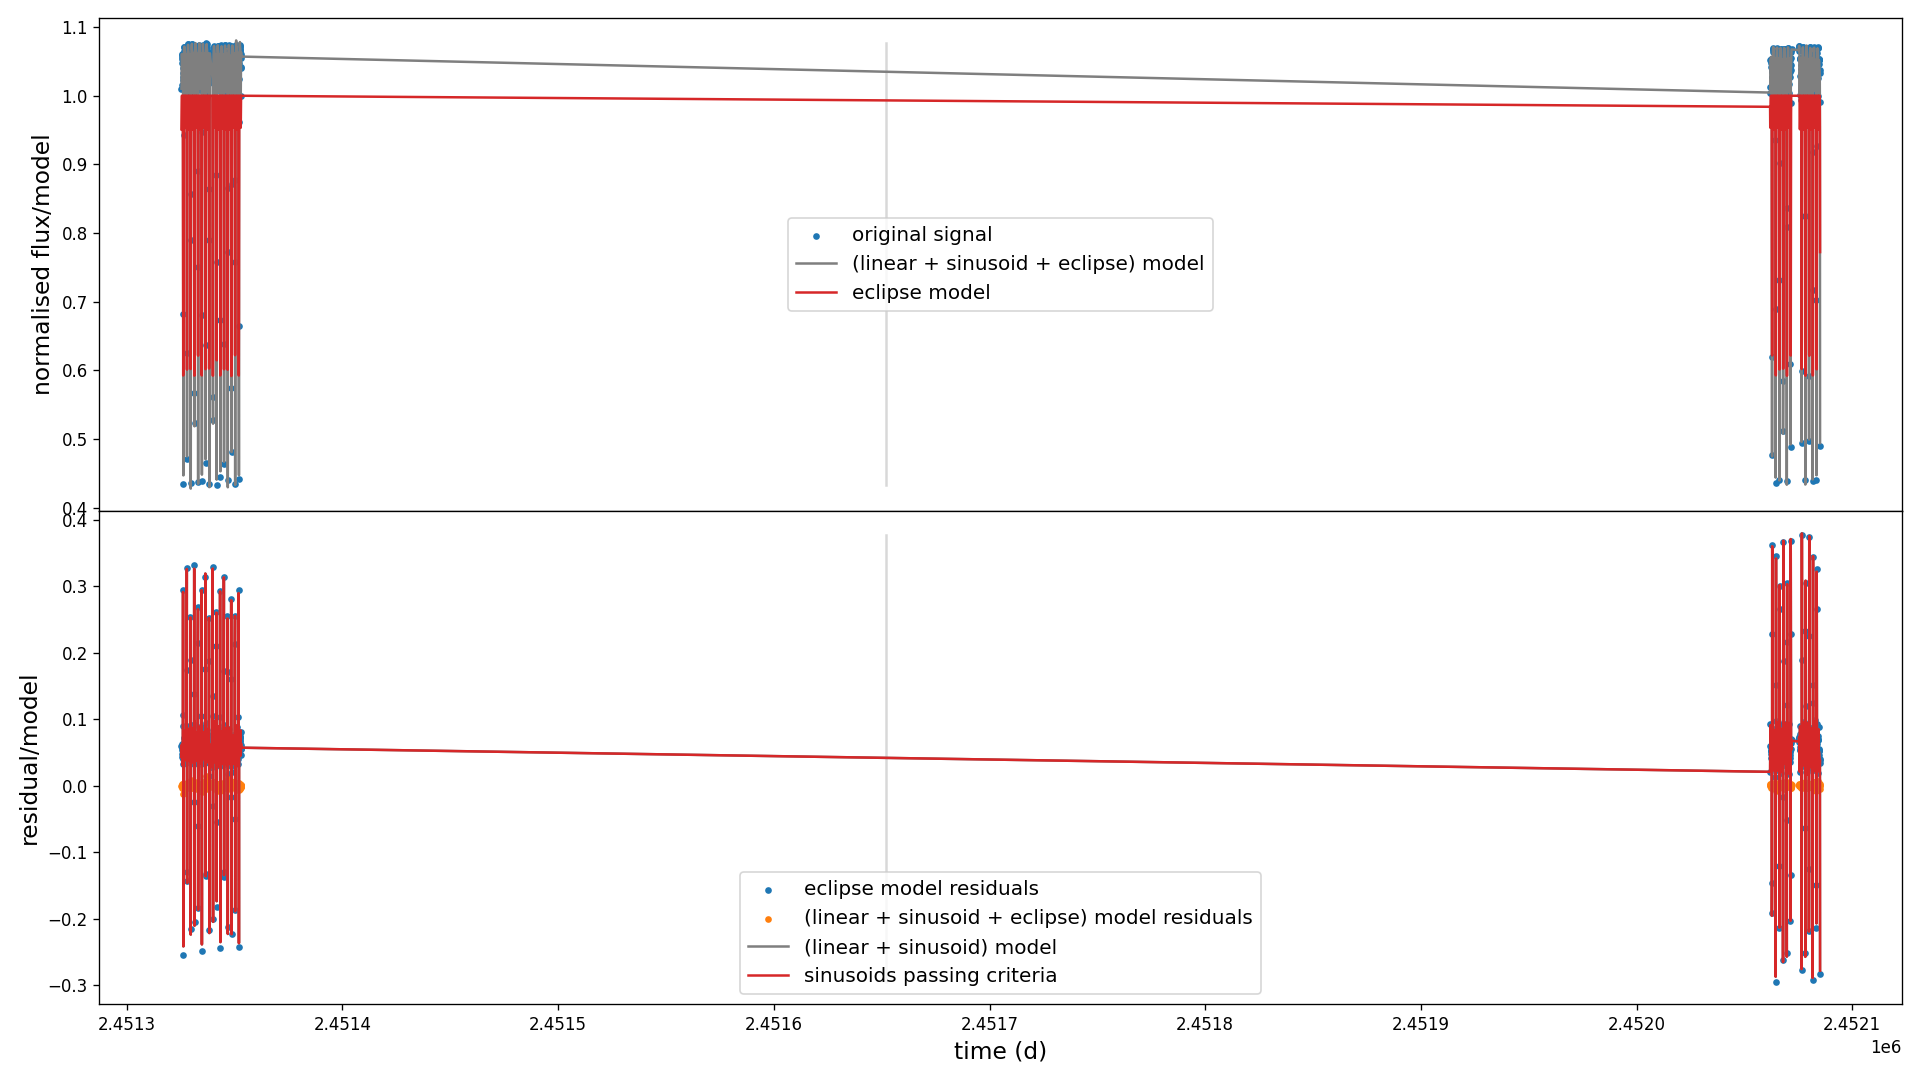 1.1
1.0
0.9
0.8
0.7
0.6
0.5
0.4
normalised flux/model
original signal
(linear + sinusoid + eclipse) model
eclipse model
0.4
0.3
0.2
0.1
0.0
−0.1
−0.2
−0.3
residual/model
eclipse model residuals
(linear + sinusoid + eclipse) model residuals
(linear + sinusoid) model
sinusoids passing criteria
2.4513 2.4514 2.4515 2.4516 2.4517 2.4518 2.4519 2.4520 2.4521
1e6
time (d)